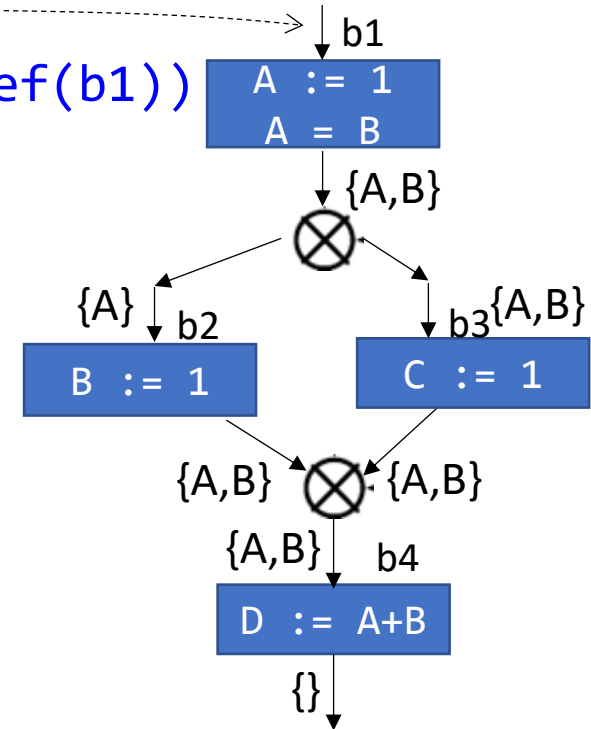 b1
ef(b1))
A := 1
A = B
{A,B}
{A}
b2
b3
{A,B}
B := 1
C := 1
{A,B}
{A,B}
{A,B}
b4
D := A+B
{}